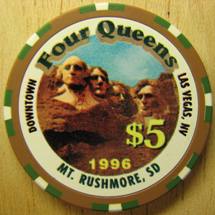 Four Queens
DOWNTOWN
LAS VEGAS, NV
$5
1996
MT. RUSHMORE, SD